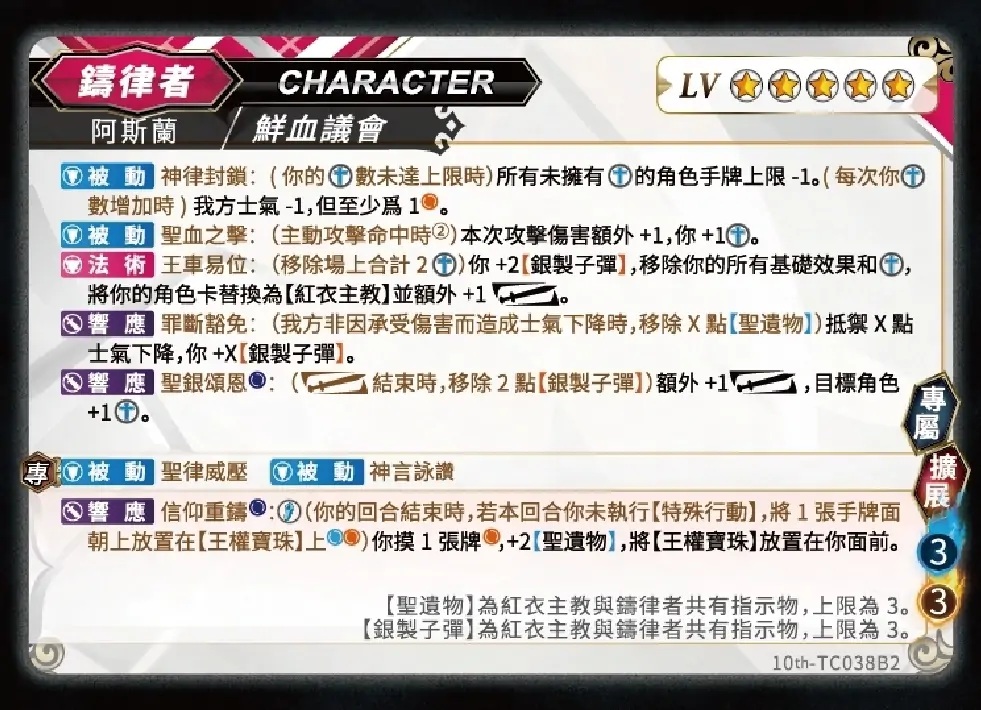 鑄律者 CHARACTER LV
阿斯蘭 / 鮮血議會
被動 神律封鎖:(你的數未達上限時)所有未擁有的角色手牌上限 -1。(每次你
數增加時)我方士氣 -1,但至少爲 1。
被動 聖血之擊:(主動攻擊命中時②)本次攻擊傷害額外 +1,你 +1。
法術 王車易位:(移除場上合計 2)你 +2【銀製子彈】,移除你的所有基礎效果和,
將你的角色卡替換為【紅衣主教】並額外 +1。
響應 罪斷豁免:(我方非因承受傷害而造成士氣下降時,移除 X 點【聖遺物】)抵禦 X 點
士氣下降,你 +X【銀製子彈】。
響應 聖銀頌恩:(結束時,移除 2 點【銀製子彈】)額外 +1,目標角色
+1。
專屬
專 被動 聖律威壓 被動 神言詠讚
擴展
響應 信仰重鑄:(你的回合結束時,若本回合你未執行【特殊行動】,將 1 張手牌面
朝上放置在【王權寶珠】上)你摸 1 張牌,+2【聖遺物】,將【王權寶珠】放置在你面前。
3
3
【聖遺物】為紅衣主教與鑄律者共有指示物,上限為 3。
【銀製子彈】為紅衣主教與鑄律者共有指示物,上限為 3。
10th-TC038B2